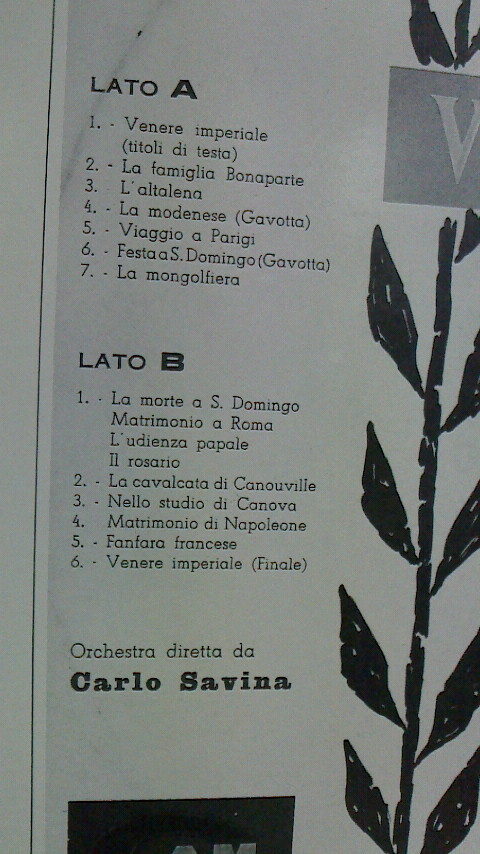 LATO A
1. - Venere imperiale
(titoli di testa)
2. - La famiglia Bonaparte
3. L'altalena
4. - La modenese (Gavotta)
5. - Viaggio a Parigi
6. - Festa a S. Domingo (Gavotta)
7. - La mongolfiera
V
LATO B
1. - La morte a S. Domingo
Matrimonio a Roma
L'udienza papale
Il rosario
2. - La cavalcata di Canouville
3. - Nello studio di Canova
4. Matrimonio di Napoleone
5. - Fanfara francese
6. - Venere imperiale (Finale)
Orchestra diretta da
Carlo Savina